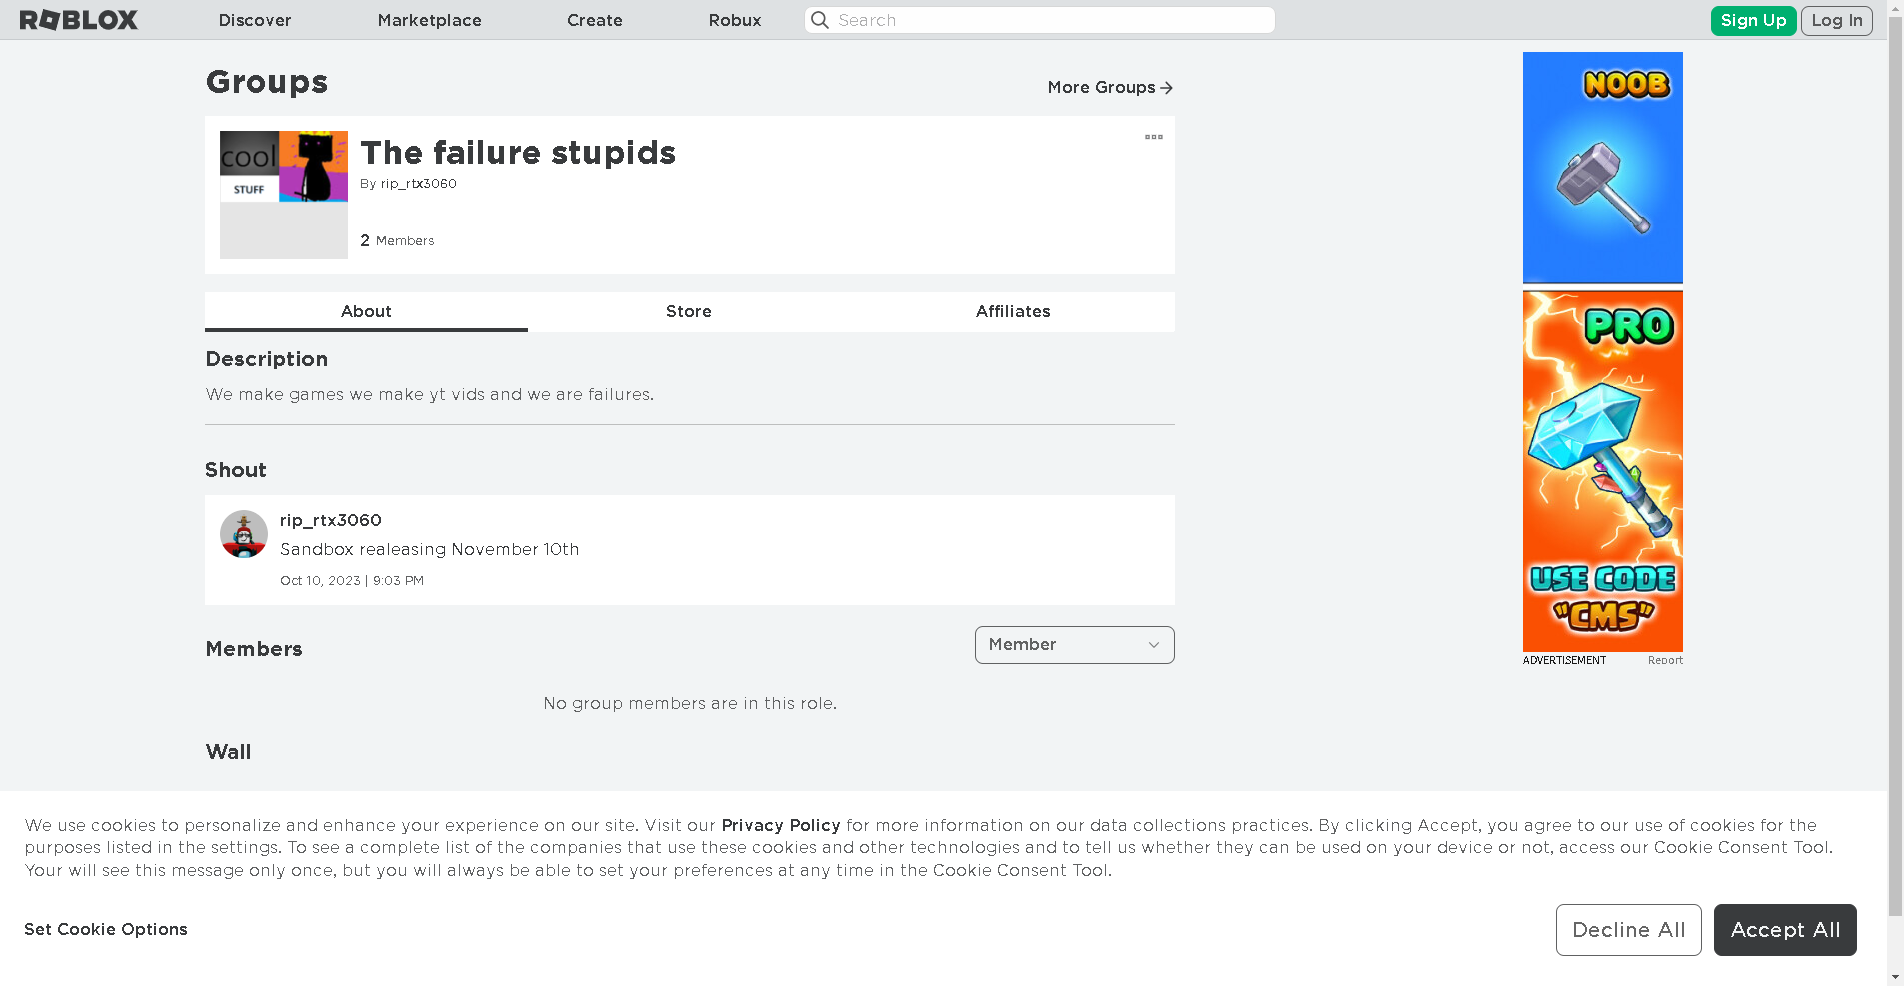 ROBLOX Discover Marketplace Create Robux Search Sign Up Log In
Groups
More Groups
cool
STUFF
The failure stupids
By rip_rtx3060
2 Members
About Store Affiliates
Description
We make games we make yt vids and we are failures.
Shout
rip_rtx3060
Sandbox realeasing November 10th
Oct 10, 2023 | 9:03 PM
Members
Member
No group members are in this role.
Wall
NOOB
PRO
USE CODE
"CMS"
ADVERTISEMENT Report
We use cookies to personalize and enhance your experience on our site. Visit our Privacy Policy for more information on our data collections practices. By clicking Accept, you agree to our use of cookies for the
purposes listed in the settings. To see a complete list of the companies that use these cookies and other technologies and to tell us whether they can be used on your device or not, access our Cookie Consent Tool.
Your will see this message only once, but you will always be able to set your preferences at any time in the Cookie Consent Tool.
Set Cookie Options
Decline All
Accept All